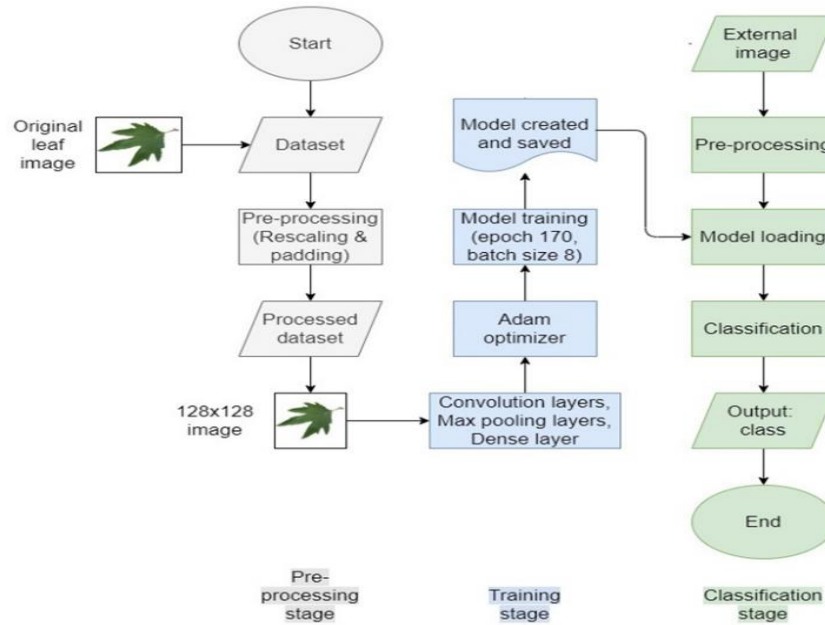 Start
Original
leaf
image
Dataset
Pre-processing
(Rescaling &
padding)
Processed
dataset
128x128
image
Pre-
processing
stage
Model created
and saved
Model training
(epoch 170,
batch size 8)
Adam
optimizer
Convolution layers,
Max pooling layers,
Dense layer
Training
stage
External
image
Pre-processing
Model loading
Classification
Output:
class
End
Classification
stage